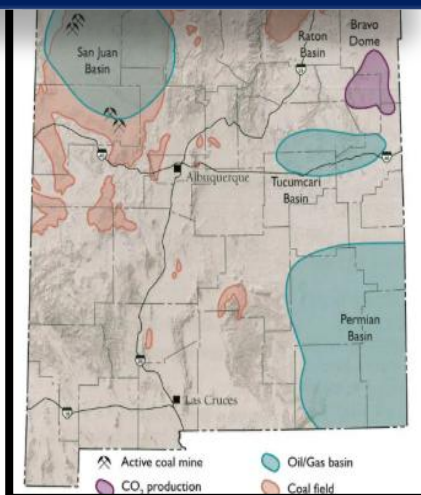 Bravo
Dome
Raton
Basin
San Juan
Basin
Albuquerque
Tucumcari
Basin
Permian
Basin
Las Cruces
Active coal mine
Oil/Gas basin
CO₂ production
Coal field